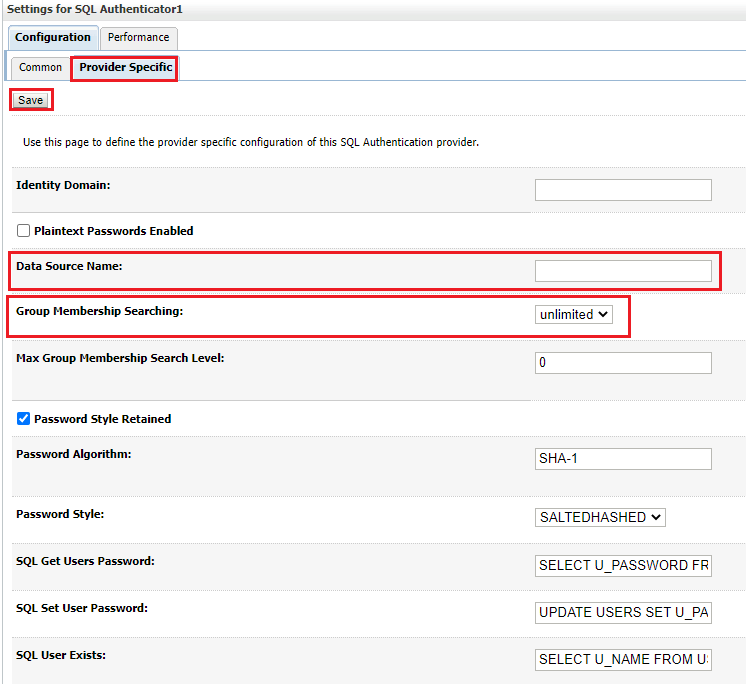 Settings for SQL Authenticator1
Configuration Performance
Common Provider Specific
Save
Use this page to define the provider specific configuration of this SQL Authentication provider.
Identity Domain:
Plaintext Passwords Enabled
Data Source Name:
Group Membership Searching: unlimited
Max Group Membership Search Level: 0
Password Style Retained
Password Algorithm: SHA-1
Password Style: SALTEDHASHED
SQL Get Users Password: SELECT U_PASSWORD FR
SQL Set User Password: UPDATE USERS SET U_PA
SQL User Exists: SELECT U_NAME FROM U